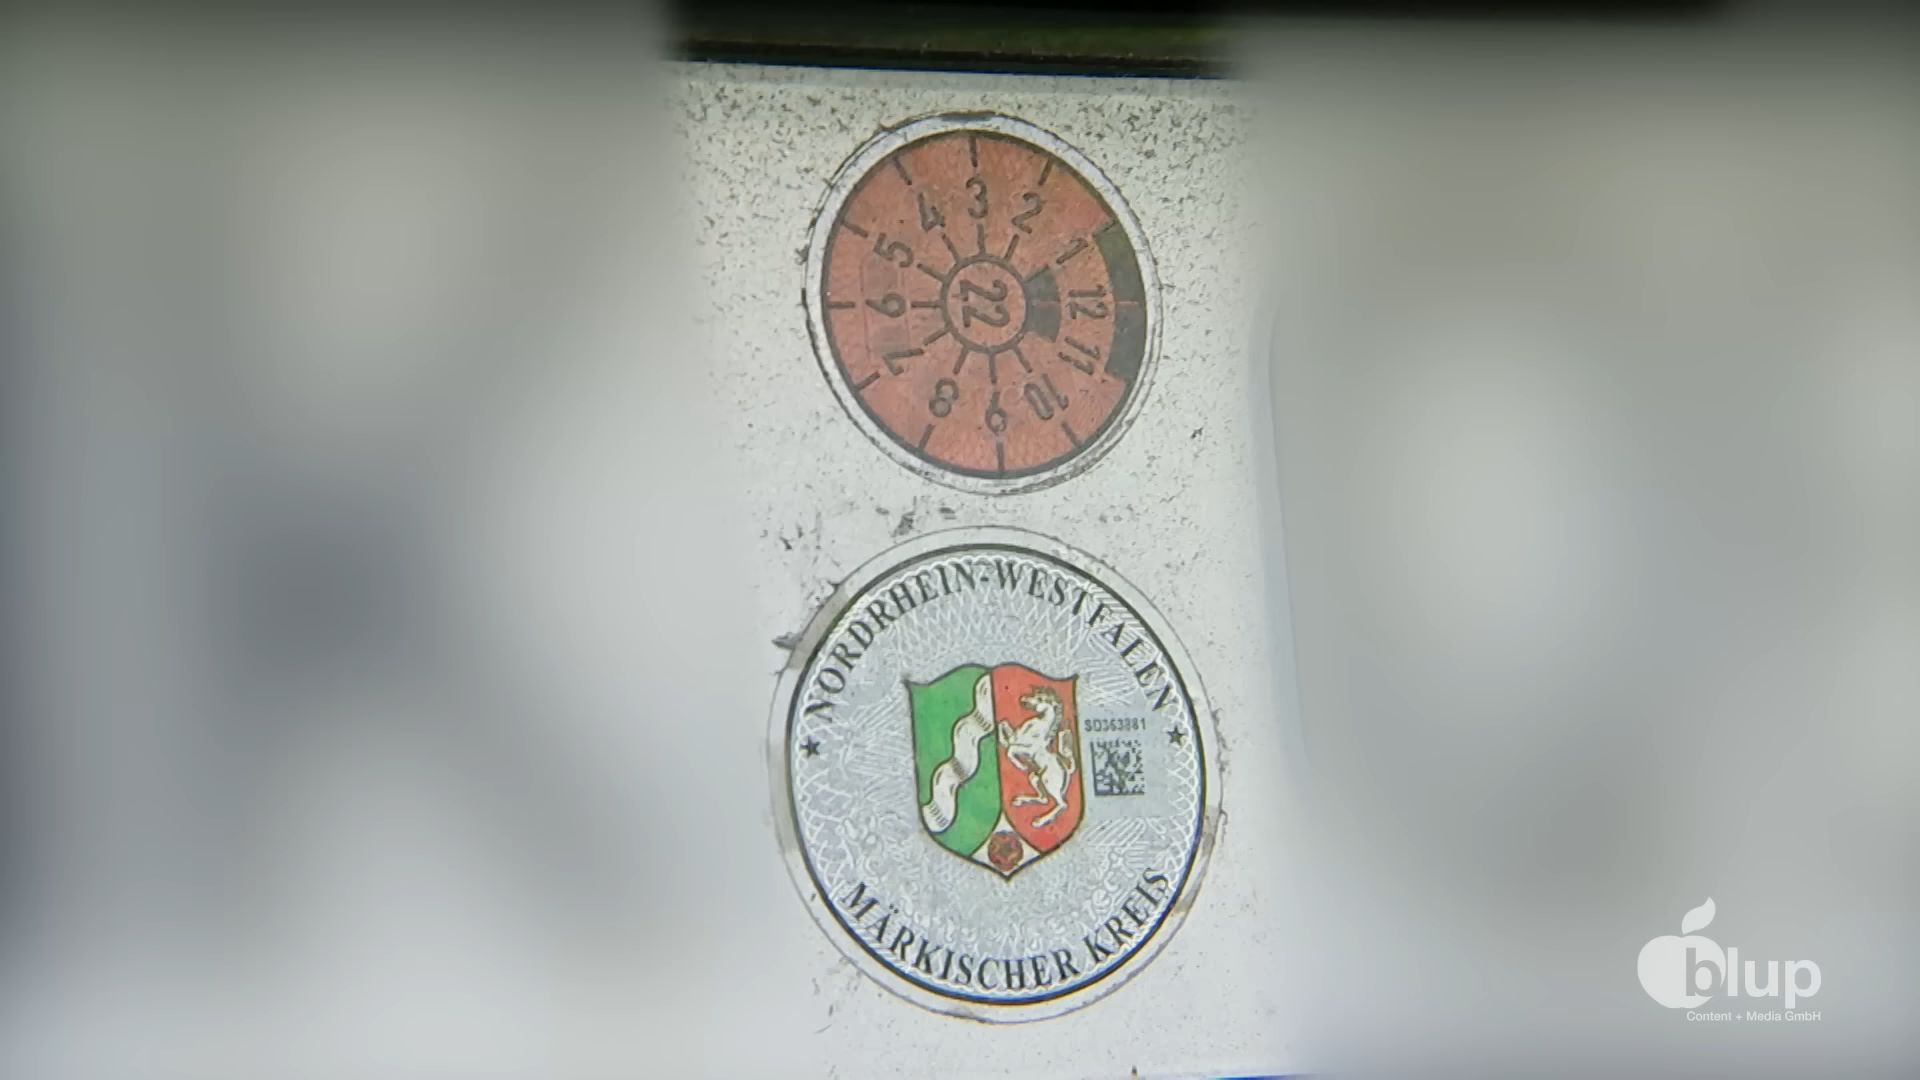 1 2 3 4 5 6 7 8 9 10 11 12
22
NORDRHEIN-WESTFALEN
SD363881
MÄRKISCHER KREIS
blup
Content + Media GmbH